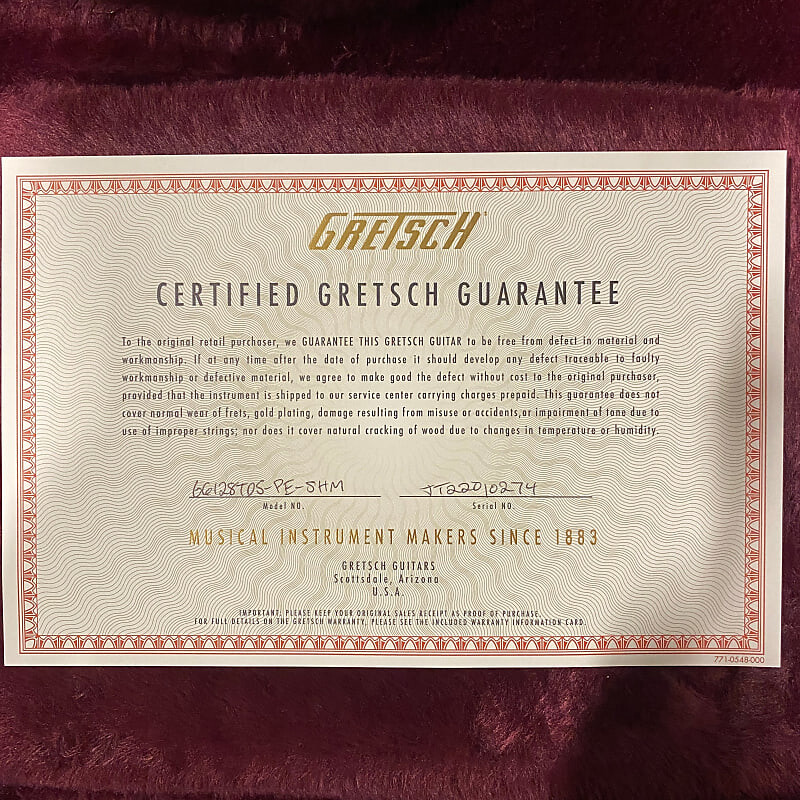 GRETSCH
CERTIFIED GRETSCH GUARANTEE
To the original retail purchaser, we GUARANTEE THIS GRETSCH GUITAR to be free from defect in material and
workmanship. If at any time after the date of purchase it should develop any defect traceable to faulty
workmanship or defective material, we agree to make good the defect without cost to the original purchaser,
provided that the instrument is shipped to our service center carrying charges prepaid. This guarantee does not
cover normal wear of frets, gold plating, damage resulting from misuse or accidents,or impairment of tone due to
use of improper strings; nor does it cover natural cracking of wood due to changes in temperature or humidity.
G6128TDS-PE-SHM JT22010274
Model NO. Serial NO.
MUSICAL INSTRUMENT MAKERS SINCE 1883
GRETSCH GUITARS
Scottsdale, Arizona
U.S.A.
IMPORTANT: PLEASE KEEP YOUR ORIGINAL SALES RECEIPT AS PROOF OF PURCHASE.
FOR FULL DETAILS ON THE GRETSCH WARRANTY, PLEASE SEE THE INCLUDED WARRANTY INFORMATION CARD.
771-0548-000